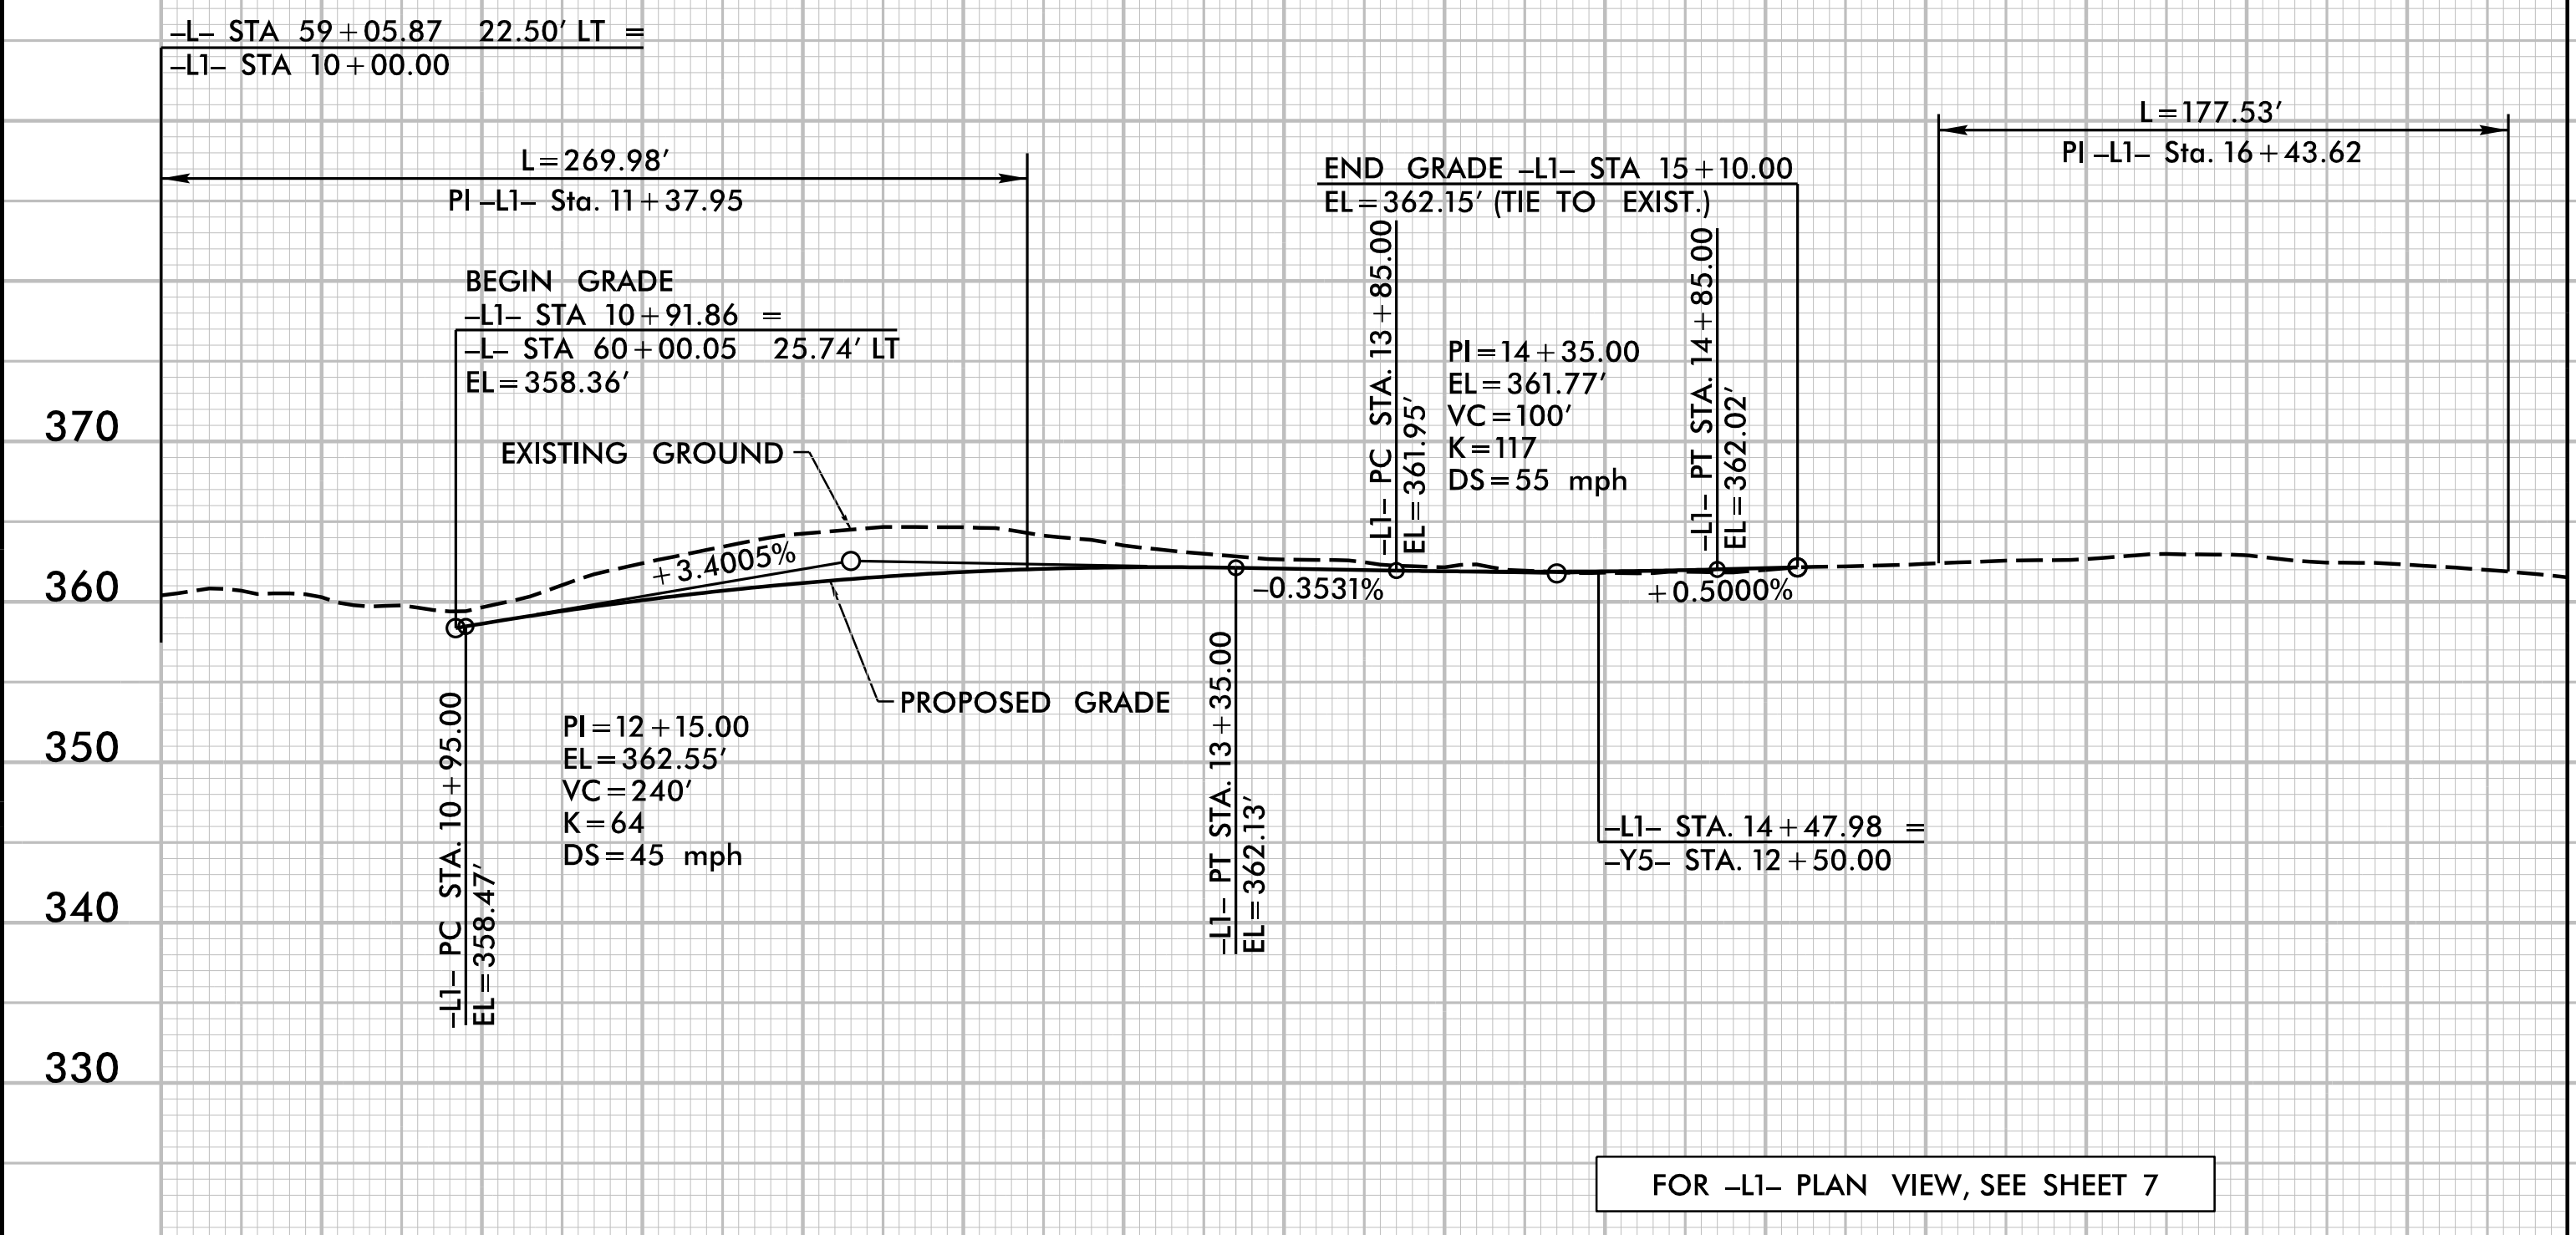 –L– STA 59+05.87 22.50′ LT =
–L1– STA 10+00.00
L=269.98′
PI –L1– Sta. 11+37.95
BEGIN GRADE
–L1– STA 10+91.86 =
–L– STA 60+00.05 25.74′ LT
EL=358.36′
EXISTING GROUND
+3.4005%
END GRADE –L1– STA 15+10.00
EL=362.15′ (TIE TO EXIST.)
–L1– PC STA. 13+85.00
EL=361.95′
PI=14+35.00
EL=361.77′
VC=100′
K=117
DS=55 mph
–L1– PT STA. 14+85.00
EL=362.02′
L=177.53′
PI –L1– Sta. 16+43.62
–0.3531%
+0.5000%
370
360
350
340
330
–L1– PC STA. 10+95.00
EL=358.47′
PI=12+15.00
EL=362.55′
VC=240′
K=64
DS=45 mph
PROPOSED GRADE
–L1– PT STA. 13+35.00
EL=362.13′
–L1– STA. 14+47.98 =
–Y5– STA. 12+50.00
FOR –L1– PLAN VIEW, SEE SHEET 7